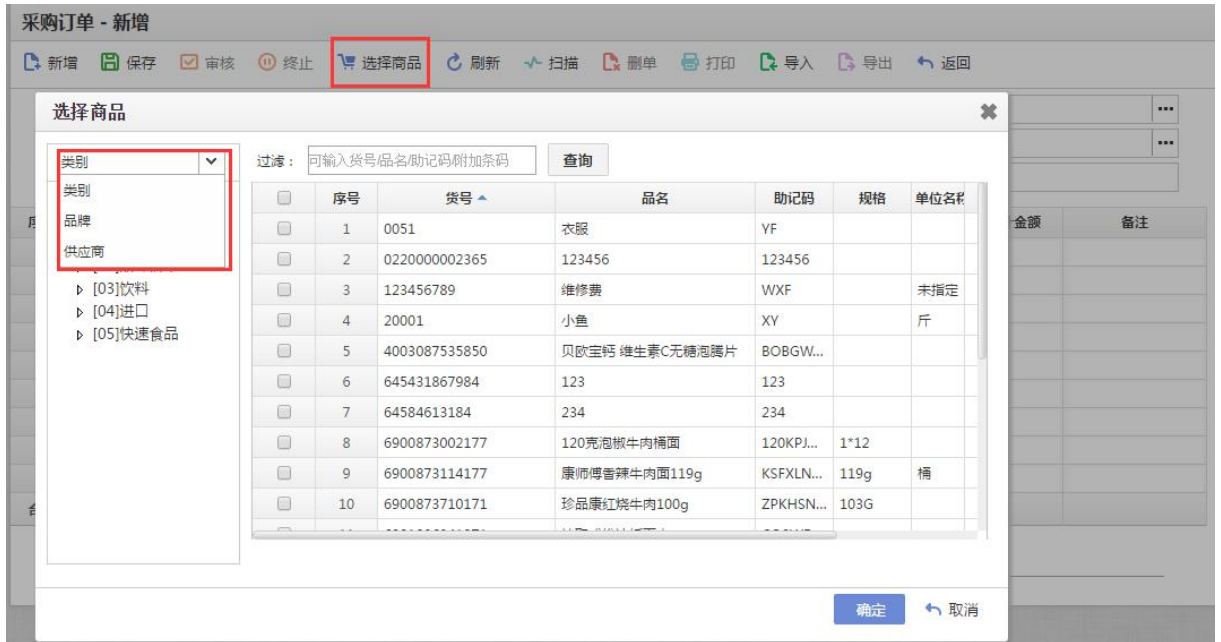 采购订单 - 新增
新增 保存 审核 终止 选择商品 刷新 扫描 删单 打印 导入 导出 返回
选择商品
类别
类别
品牌
供应商
[03]饮料
[04]进口
[05]快速食品
过滤： 可输入货号/品名/助记码/附加条码 查询
序号 货号 品名 助记码 规格 单位名称
1 0051 衣服 YF
2 0220000002365 123456 123456
3 123456789 维修费 WXF 未指定
4 20001 小鱼 XY 斤
5 4003087535850 贝欧宝钙 维生素C无糖泡腾片 BOBGW...
6 645431867984 123 123
7 64584613184 234 234
8 6900873002177 120克泡椒牛肉桶面 120KPJ... 1*12
9 6900873114177 康师傅香辣牛肉面119g KSFXLN... 119g 桶
10 6900873710171 珍品康红烧牛肉100g ZPKHSN... 103G
金额 备注
确定 取消